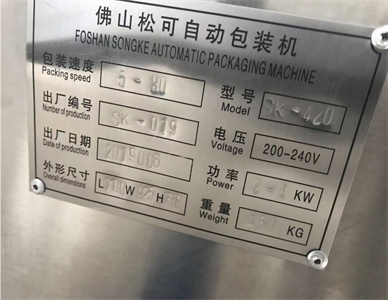 佛山松可自动包装机
FOSHAN SONGKE AUTOMATIC PACKAGING MACHINE
包装速度 5-80 型号 SK-420
Packing speed Model
出厂编号 SK-019 电压 200-240V
Number of production Voltage
出厂日期 201906 功率 KW
Date of production Power
外形尺寸 L W H 重量 KG
Overall dimensions Weight